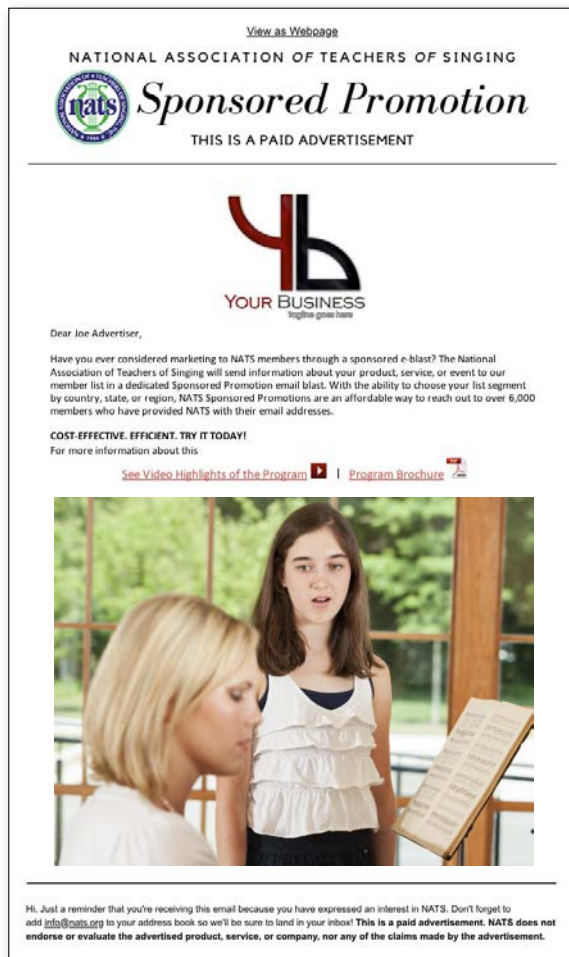 View as Webpage
NATIONAL ASSOCIATION OF TEACHERS OF SINGING
nats
Sponsored Promotion
THIS IS A PAID ADVERTISEMENT
YOUR BUSINESS
Tagline goes here
Dear Joe Advertiser,
Have you ever considered marketing to NATS members through a sponsored e-blast? The National
Association of Teachers of Singing will send information about your product, service, or event to our
member list in a dedicated Sponsored Promotion email blast. With the ability to choose your list segment
by country, state, or region, NATS Sponsored Promotions are an affordable way to reach out to over 6,000
members who have provided NATS with their email addresses.
COST-EFFECTIVE. EFFICIENT. TRY IT TODAY!
For more information about this
See Video Highlights of the Program | Program Brochure
Hi, Just a reminder that you're receiving this email because you have expressed an interest in NATS. Don't forget to
add info@nats.org to your address book so we'll be sure to land in your inbox! This is a paid advertisement. NATS does not
endorse or evaluate the advertised product, service, or company, nor any of the claims made by the advertisement.